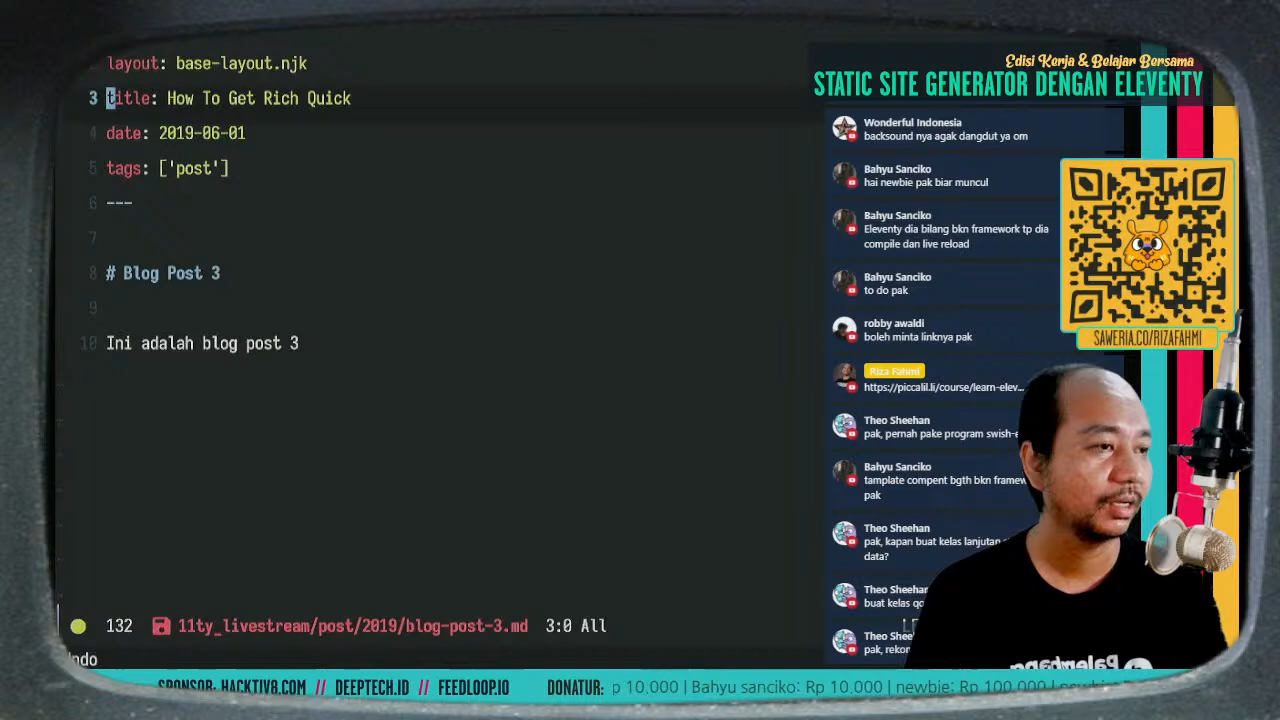 layout: base-layout.njk
3 title: How To Get Rich Quick
4 date: 2019-06-01
5 tags: ['post']
6 ---
7
8 # Blog Post 3
9
10 Ini adalah blog post 3
132 11ty_livestream/post/2019/blog-post-3.md 3:0 All
Undo
Edisi Kerja & Belajar Bersama
STATIC SITE GENERATOR DENGAN ELEVENTY
Wonderful Indonesia
backsound nya agak dangdut ya om
Bahyu Sanciko
hai newbie pak biar muncul
Bahyu Sanciko
Eleventy dia bilang bkn framework tp dia
compile dan live reload
Bahyu Sanciko
to do pak
robby awaldi
boleh minta linknya pak
Riza Fahmi
https://piccalil.li/course/learn-elev...
Theo Sheehan
pak, pernah pake program
Bahyu Sanciko
tamplate compent bgth bkn
pak
Theo Sheehan
pak, kapan buat kelas lanjutan
data?
Theo Sheehan
buat kelas
Theo
pak,
SAWERIA.CO/RIZAFAHMI
Palembang
SPONSOR: HACKTIV8.COM // DEEPTECH.ID // FEEDLOOP.IO
DONATUR: p 10.000 | Bahyu sanciko: Rp 10.000 | newbie: Rp 100.000 |